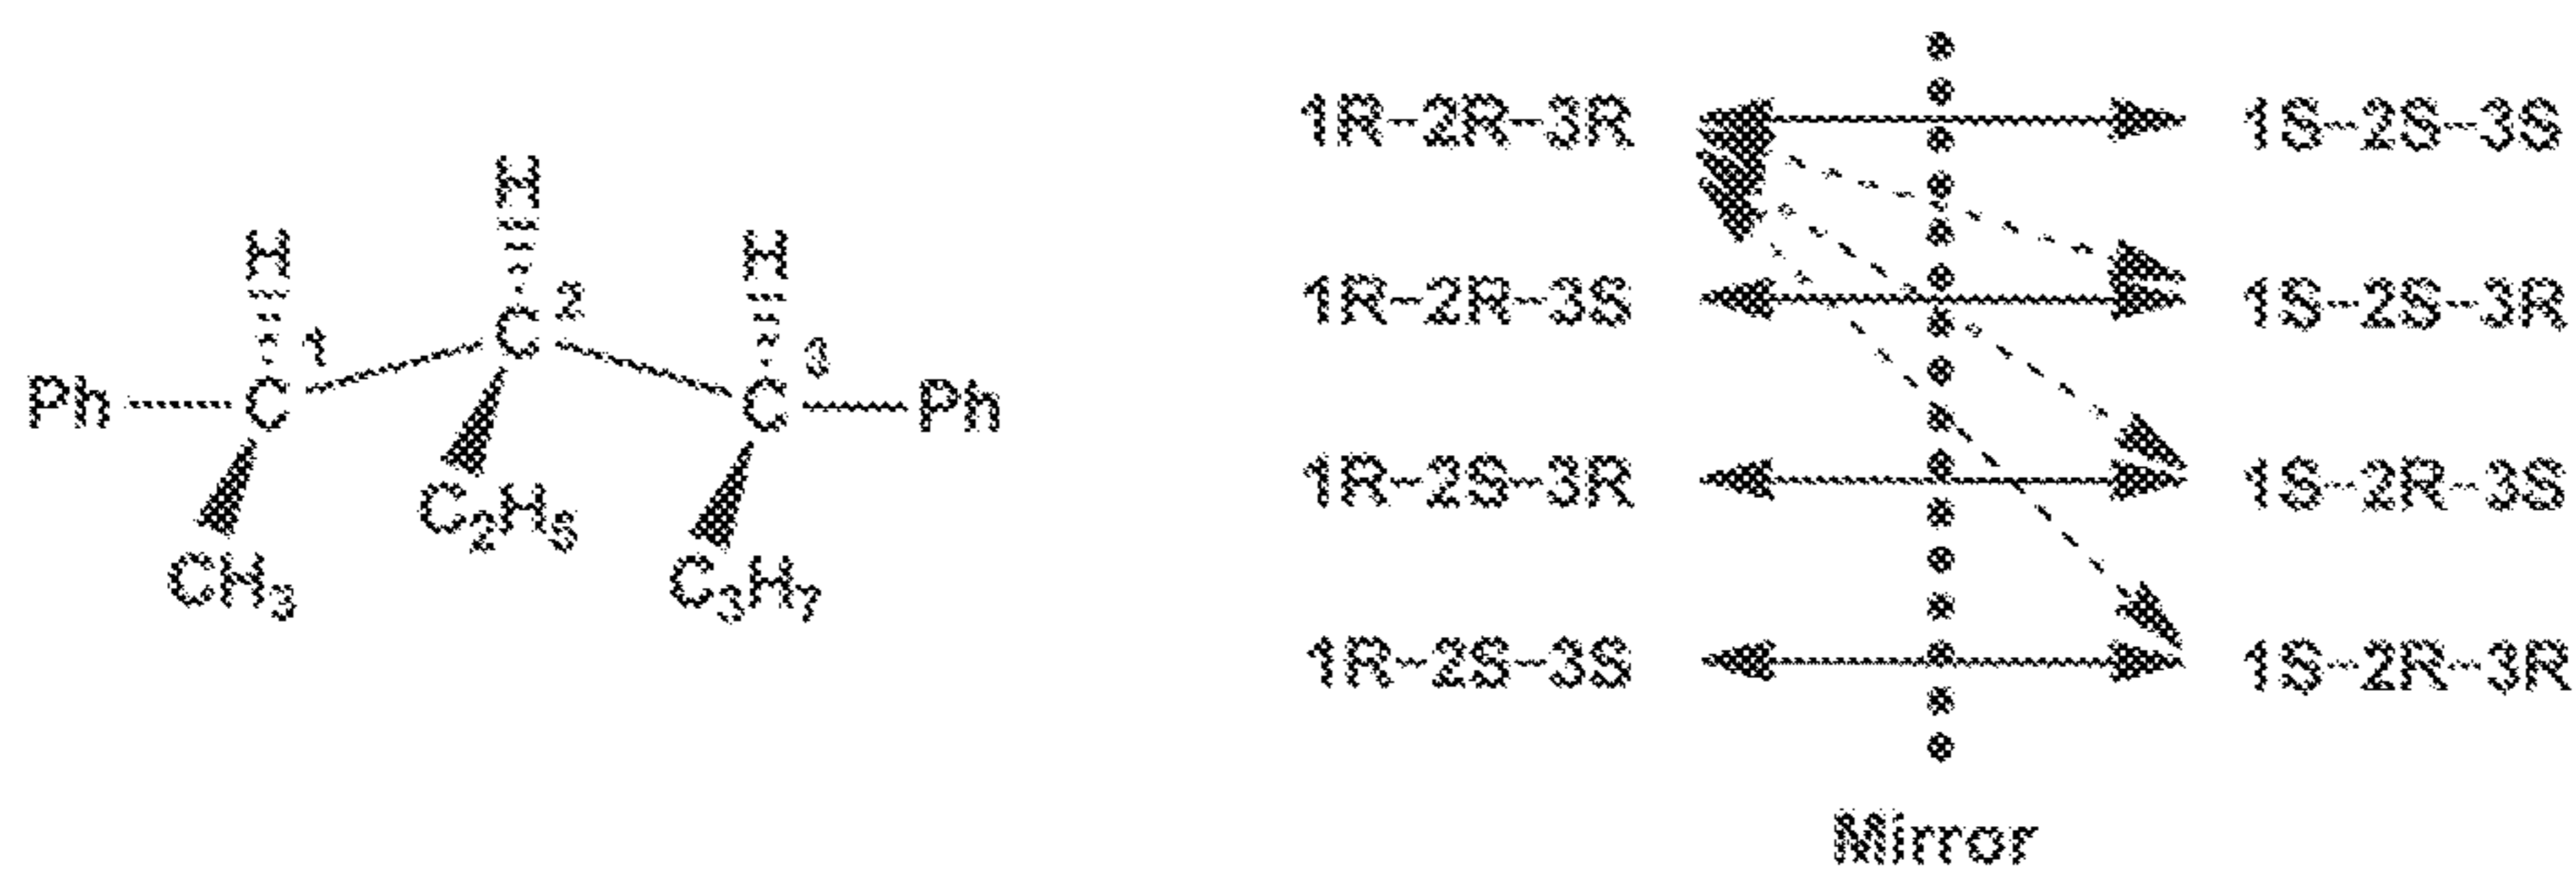 H
H
H
1
2
3
Ph
C
C
C
Ph
CH₃
C₂H₅
C₃H₇
1R-2R-3R
1S-2S-3S
1R-2R-3S
1S-2S-3R
1R-2S-3R
1S-2R-3S
1R-2S-3S
1S-2R-3R
Mirror